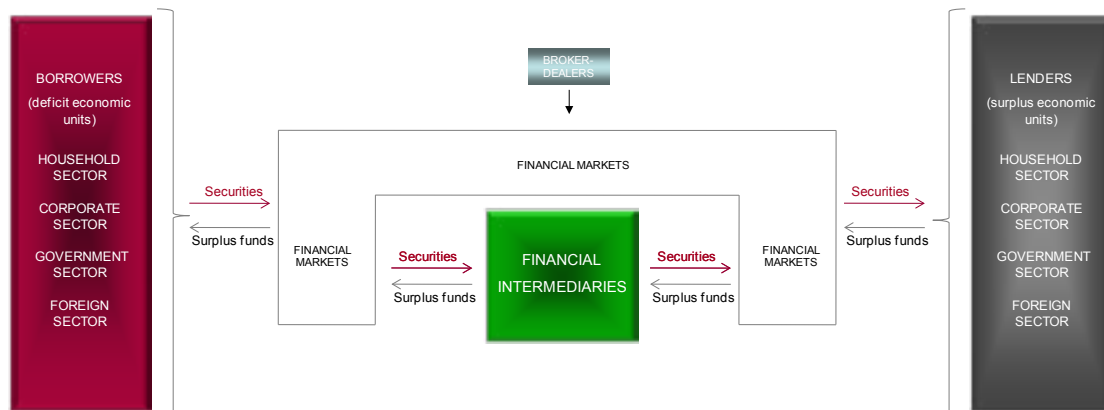 BORROWERS
(deficit economic
units)
HOUSEHOLD
SECTOR
CORPORATE
SECTOR
GOVERNMENT
SECTOR
FOREIGN
SECTOR
Securities
Surplus funds
BROKER-
DEALERS
FINANCIAL MARKETS
FINANCIAL
MARKETS
Securities
Surplus funds
FINANCIAL
INTERMEDIARIES
Securities
Surplus funds
FINANCIAL
MARKETS
Securities
Surplus funds
LENDERS
(surplus economic
units)
HOUSEHOLD
SECTOR
CORPORATE
SECTOR
GOVERNMENT
SECTOR
FOREIGN
SECTOR